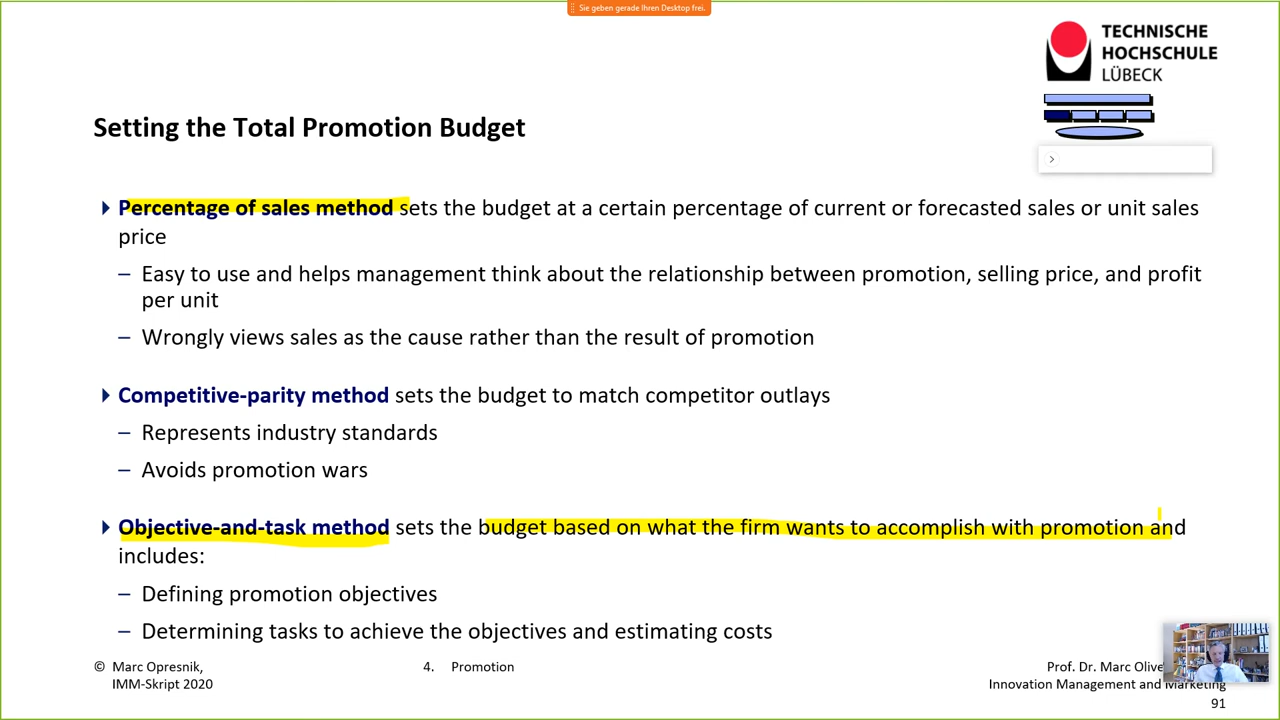 Sie geben gerade Ihren Desktop frei.
TECHNISCHE
HOCHSCHULE
LÜBECK
Setting the Total Promotion Budget
Percentage of sales method sets the budget at a certain percentage of current or forecasted sales or unit sales
price
– Easy to use and helps management think about the relationship between promotion, selling price, and profit
per unit
– Wrongly views sales as the cause rather than the result of promotion
Competitive-parity method sets the budget to match competitor outlays
– Represents industry standards
– Avoids promotion wars
Objective-and-task method sets the budget based on what the firm wants to accomplish with promotion and
includes:
– Defining promotion objectives
– Determining tasks to achieve the objectives and estimating costs
© Marc Opresnik,
IMM-Skript 2020
4. Promotion
Prof. Dr. Marc
Innovation Management and Marketing
91